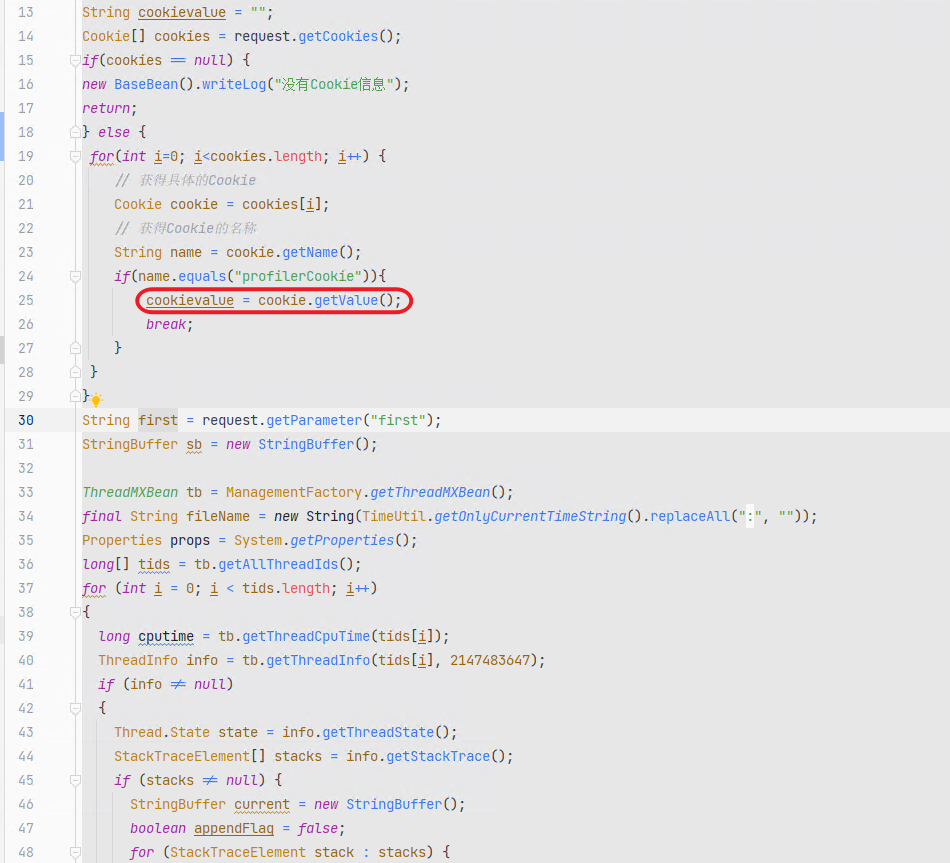 13 String cookievalue = "";
14 Cookie[] cookies = request.getCookies();
15 if(cookies == null) {
16 new BaseBean().writeLog("没有Cookie信息");
17 return;
18 } else {
19 for(int i=0; i<cookies.length; i++) {
20 // 获得具体的Cookie
21 Cookie cookie = cookies[i];
22 // 获得Cookie的名称
23 String name = cookie.getName();
24 if(name.equals("profilerCookie")){
25 cookievalue = cookie.getValue();
26 break;
27 }
28 }
29 }
30 String first = request.getParameter("first");
31 StringBuffer sb = new StringBuffer();
32
33 ThreadMXBean tb = ManagementFactory.getThreadMXBean();
34 final String fileName = new String(TimeUtil.getOnlyCurrentTimeString().replaceAll(":", ""));
35 Properties props = System.getProperties();
36 long[] tids = tb.getAllThreadIds();
37 for (int i = 0; i < tids.length; i++)
38 {
39 long cputime = tb.getThreadCpuTime(tids[i]);
40 ThreadInfo info = tb.getThreadInfo(tids[i], 2147483647);
41 if (info != null)
42 {
43 Thread.State state = info.getThreadState();
44 StackTraceElement[] stacks = info.getStackTrace();
45 if (stacks != null) {
46 StringBuffer current = new StringBuffer();
47 boolean appendFlag = false;
48 for (StackTraceElement stack : stacks) {